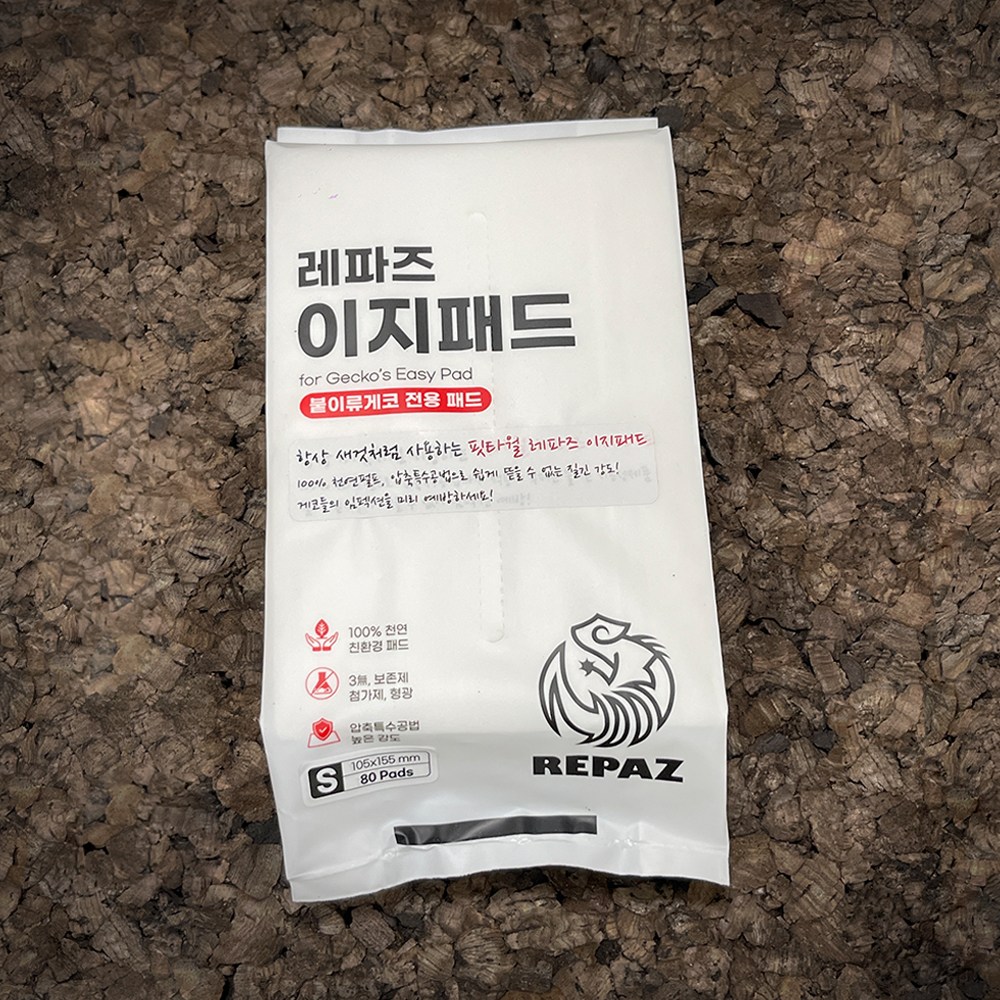 레파즈
이지패드
for Gecko's Easy Pad
붙이류게코 전용 패드
항상 새것처럼 사용하는 핏타월 레파즈 이지패드
100% 천연펄트, 압축특수공법으로 쉽게 뜯을 수 없는 질긴 강도!
게코들의 임펙션을 미리 예방하세요!
100% 천연
친환경 패드
3無, 보존제
첨가제, 형광
압축특수공법
높은 강도
S
105x155 mm
80 Pads
REPAZ